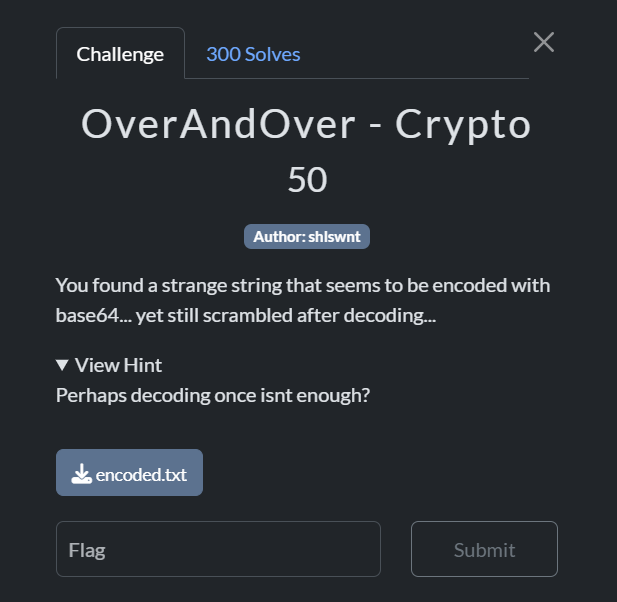 Challenge
300 Solves
OverAndOver - Crypto
50
Author: shlswnt
You found a strange string that seems to be encoded with
base64... yet still scrambled after decoding...
View Hint
Perhaps decoding once isnt enough?
encoded.txt
Flag
Submit